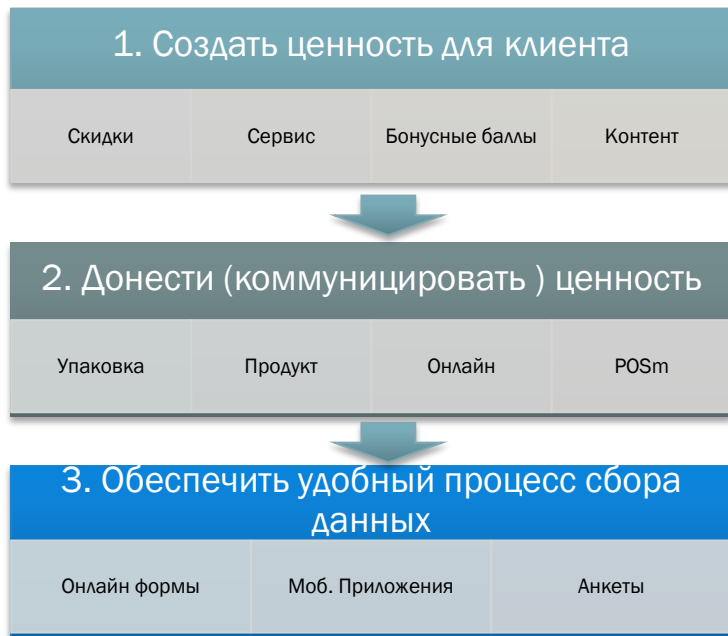 1. Создать ценность для клиента
Скидки
Сервис
Бонусные баллы
Контент
2. Донести (коммуницировать ) ценность
Упаковка
Продукт
Онлайн
POSm
3. Обеспечить удобный процесс сбора
данных
Онлайн формы
Моб. Приложения
Анкеты